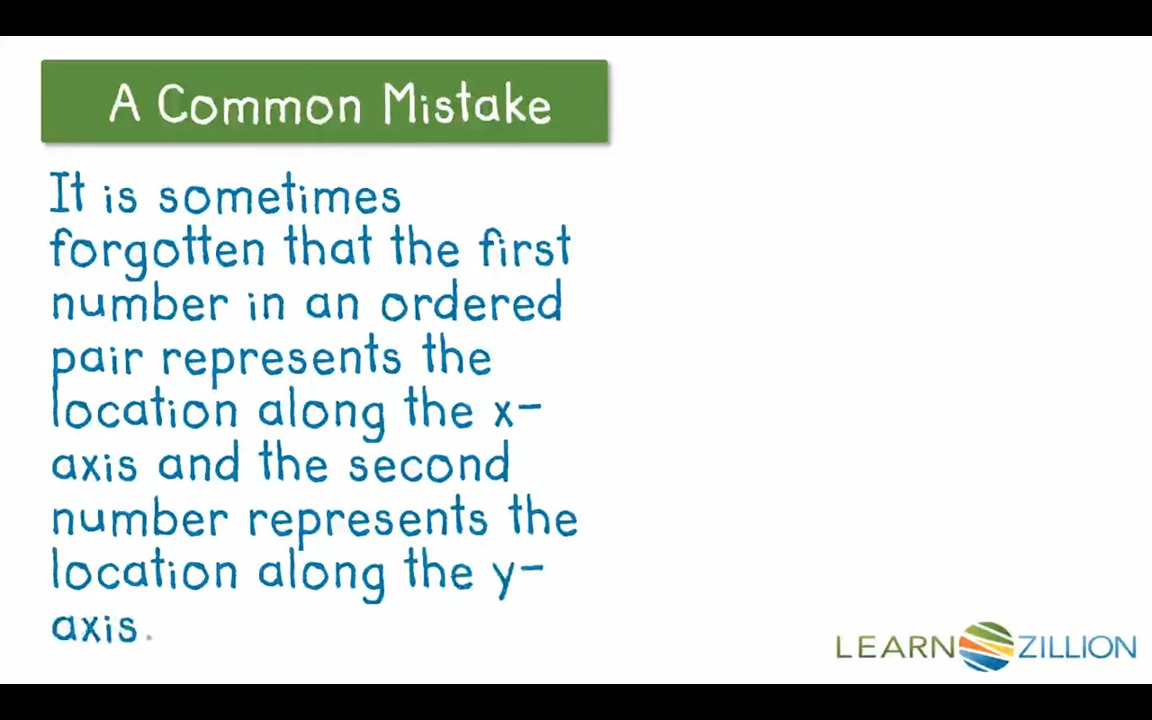 A Common Mistake
It is sometimes
forgotten that the first
number in an ordered
pair represents the
location along the x-
axis and the second
number represents the
location along the y-
axis.
LEARN ZILLION